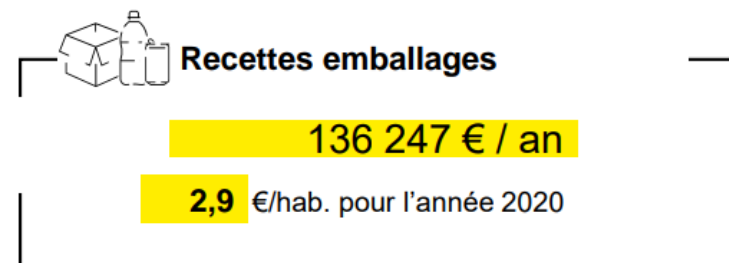 Recettes emballages
136 247 € / an
2,9 €/hab. pour l’année 2020